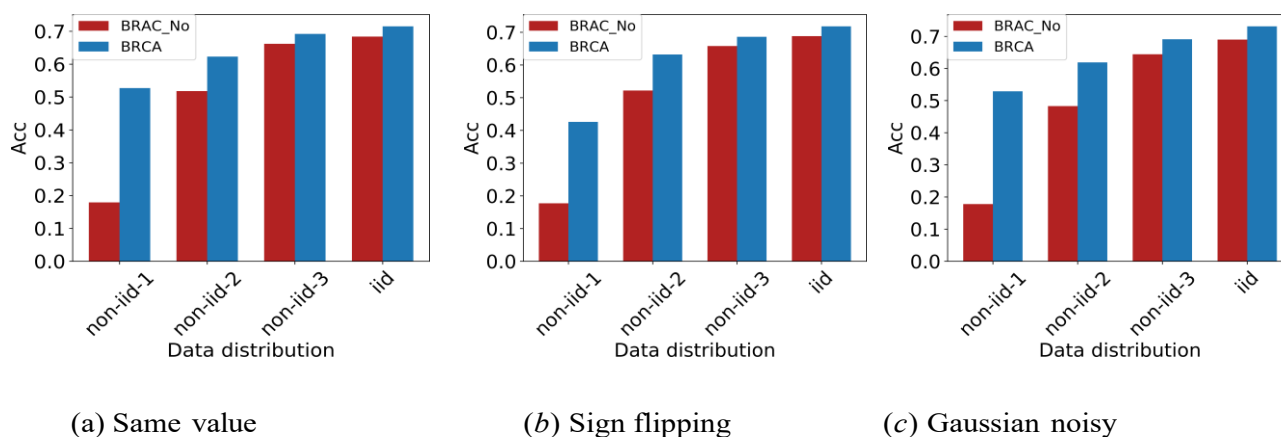 BRAC_No
BRCA
0.7
0.6
0.5
0.4
0.3
0.2
0.1
0.0
Acc
non-iid-1
non-iid-2
non-iid-3
iid
Data distribution
(a) Same value
BRAC_No
BRCA
0.7
0.6
0.5
0.4
0.3
0.2
0.1
0.0
Acc
non-iid-1
non-iid-2
non-iid-3
iid
Data distribution
(b) Sign flipping
BRAC_No
BRCA
0.7
0.6
0.5
0.4
0.3
0.2
0.1
0.0
Acc
non-iid-1
non-iid-2
non-iid-3
iid
Data distribution
(c) Gaussian noisy